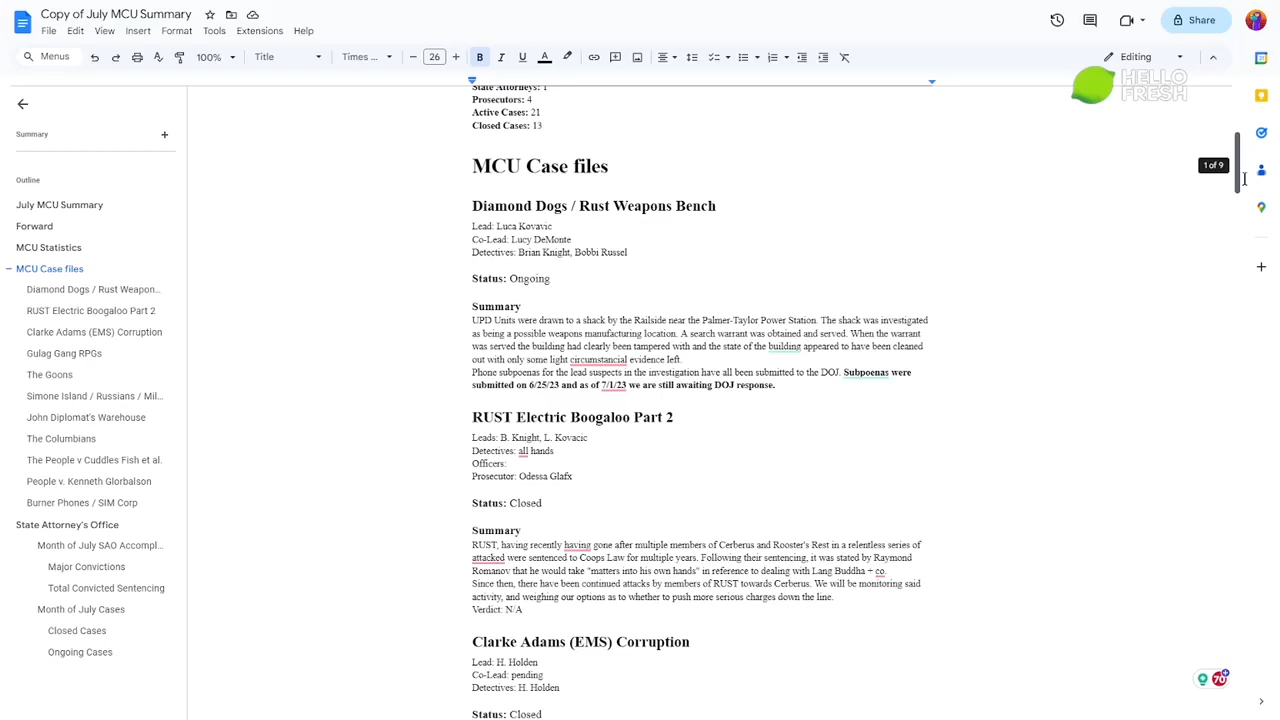 Copy of July MCU Summary
File Edit View Insert Format Tools Extensions Help
Share
Menus
100%
Title
Times ...
26
B I U A
Editing
HELLO
FRESH
Summary
Outline
July MCU Summary
Forward
MCU Statistics
MCU Case files
Diamond Dogs / Rust Weapon...
RUST Electric Boogaloo Part 2
Clarke Adams (EMS) Corruption
Gulag Gang RPGs
The Goons
Simone Island / Russians / Mil...
John Diplomat's Warehouse
The Columbians
The People v Cuddles Fish et al.
People v. Kenneth Glorbalson
Burner Phones / SIM Corp
State Attorney's Office
Month of July SAO Accompl...
Major Convictions
Total Convicted Sentencing
Month of July Cases
Closed Cases
Ongoing Cases
State Attorneys: 1
Prosecutors: 4
Active Cases: 21
Closed Cases: 13
MCU Case files
Diamond Dogs / Rust Weapons Bench
Lead: Luca Kovavic
Co-Lead: Lucy DeMonte
Detectives: Brian Knight, Bobbi Russel
Status: Ongoing
Summary
UPD Units were drawn to a shack by the Railside near the Palmer-Taylor Power Station. The shack was investigated
as being a possible weapons manufacturing location. A search warrant was obtained and served. When the warrant
was served the building had clearly been tampered with and the state of the building appeared to have been cleaned
out with only some light circumstancial evidence left.
Phone subpoenas for the lead suspects in the investigation have all been submitted to the DOJ. Subpoenas were
submitted on 6/25/23 and as of 7/1/23 we are still awaiting DOJ response.
RUST Electric Boogaloo Part 2
Leads: B. Knight, L. Kovacic
Detectives: all hands
Officers:
Prosecutor: Odessa Glafx
Status: Closed
Summary
RUST, having recently having gone after multiple members of Cerberus and Rooster's Rest in a relentless series of
attacked were sentenced to Coops Law for multiple years. Following their sentencing, it was stated by Raymond
Romanov that he would take "matters into his own hands" in reference to dealing with Lang Buddha + co.
Since then, there have been continued attacks by members of RUST towards Cerberus. We will be monitoring said
activity, and weighing our options as to whether to push more serious charges down the line.
Verdict: N/A
Clarke Adams (EMS) Corruption
Lead: H. Holden
Co-Lead: pending
Detectives: H. Holden
Status: Closed
1 of 9
70